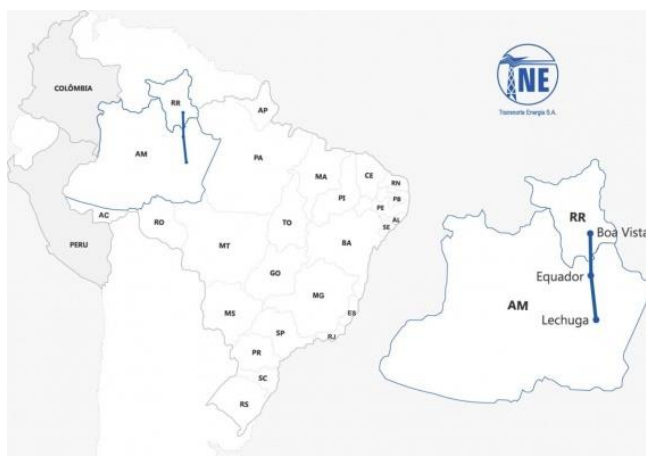 COLÔMBIA
RR
AP
AM
PA
MA
CE
RN
PB
PI
PE
AL
SE
AC
RO
TO
BA
PERU
MT
GO
MG
MS
ES
SP
RJ
PR
SC
RS
TNE
Transnorte Energia S.A.
RR
Boa Vista
Equador
AM
Lechuga